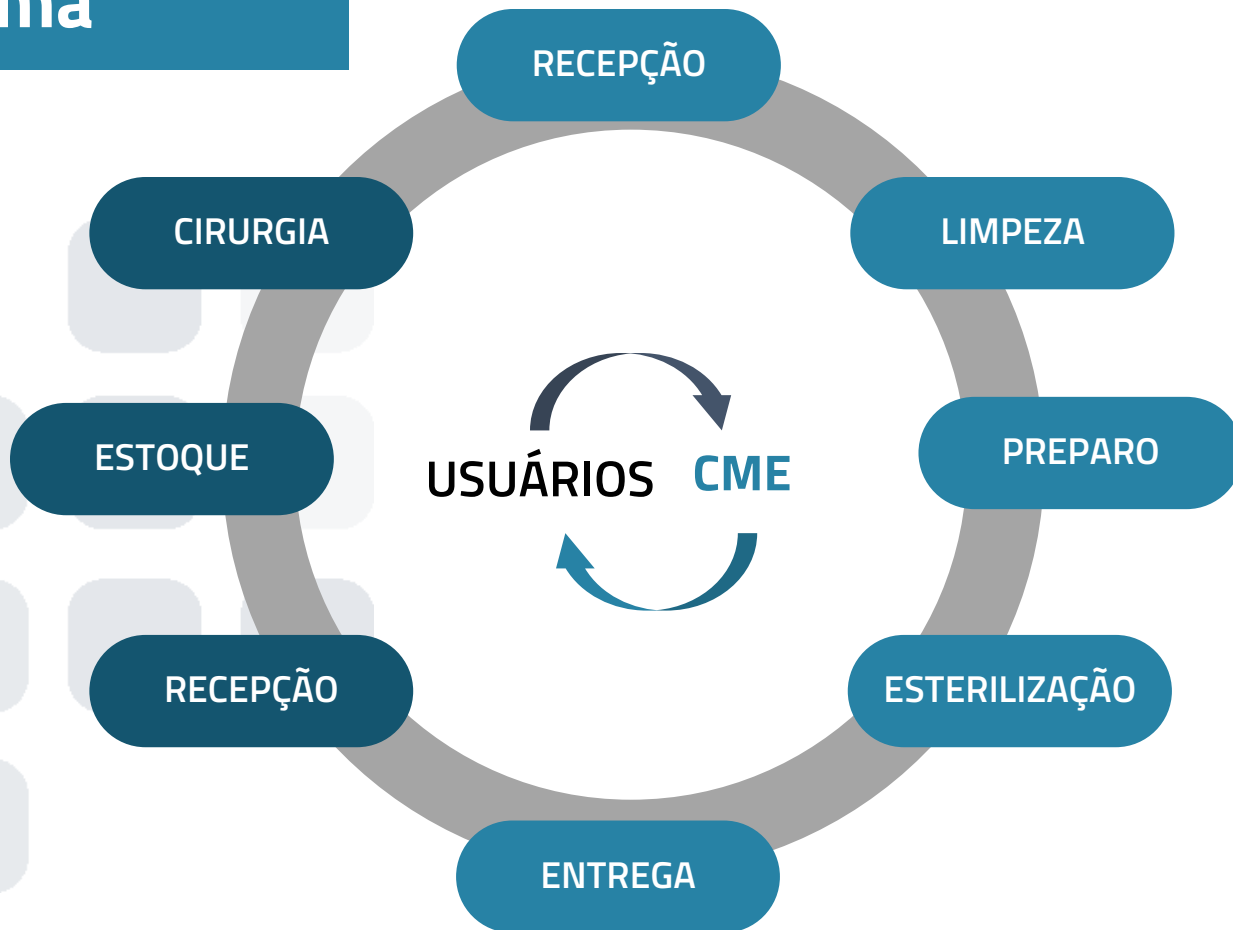 RECEPÇÃO
CIRURGIA
LIMPEZA
ESTOQUE
USUÁRIOS CME
PREPARO
RECEPÇÃO
ESTERILIZAÇÃO
ENTREGA